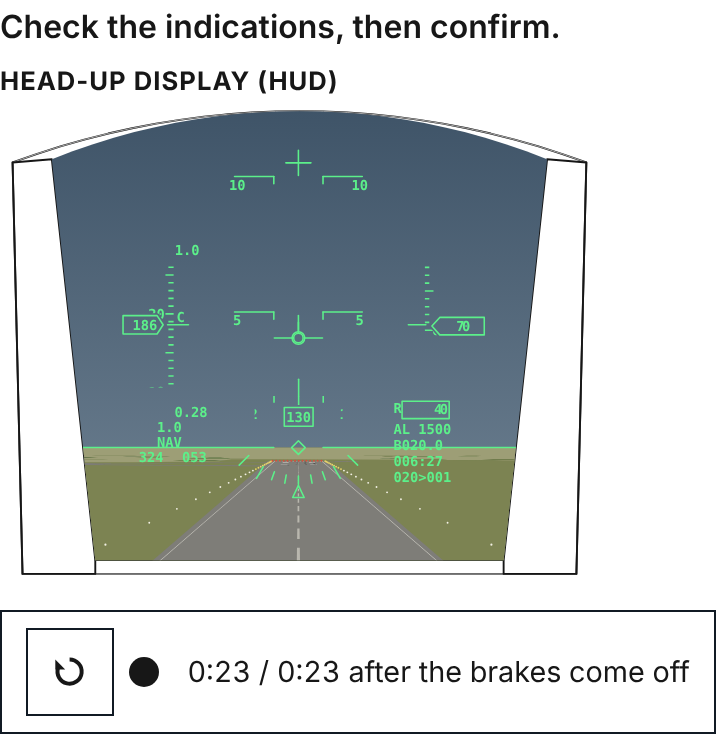 Check the indications, then confirm.
HEAD-UP DISPLAY (HUD)
10 10
1.0
C
186 70
5 5
0.28 130 R 40
1.0 AL 1500
NAV B020.0
324 053 006:27
020>001
0:23 / 0:23 after the brakes come off